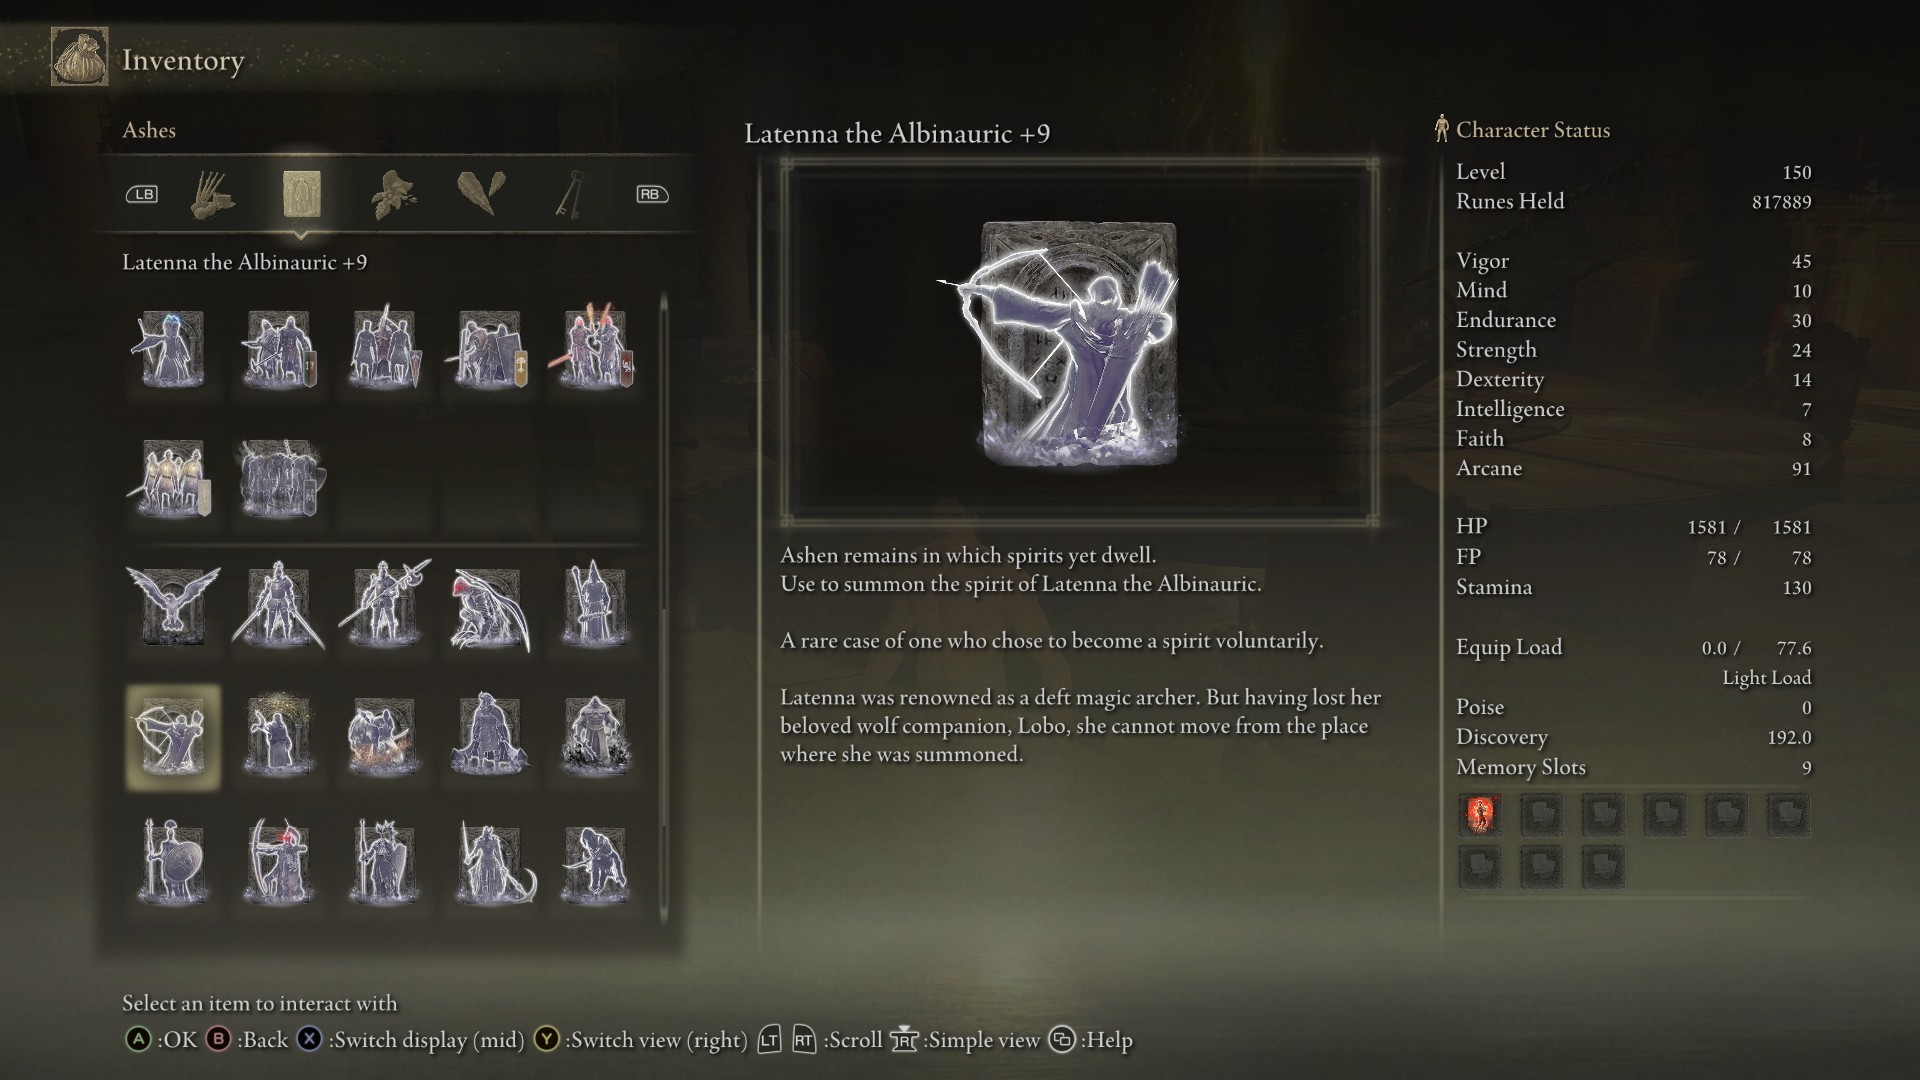 Inventory
Ashes
LB
RB
Latenna the Albinauric +9
Latenna the Albinauric +9
Ashen remains in which spirits yet dwell.
Use to summon the spirit of Latenna the Albinauric.
A rare case of one who chose to become a spirit voluntarily.
Latenna was renowned as a deft magic archer. But having lost her
beloved wolf companion, Lobo, she cannot move from the place
where she was summoned.
Character Status
Level 150
Runes Held 817889
Vigor 45
Mind 10
Endurance 30
Strength 24
Dexterity 14
Intelligence 7
Faith 8
Arcane 91
HP 1581 / 1581
FP 78 / 78
Stamina 130
Equip Load 0.0 / 77.6
Light Load
Poise 0
Discovery 192.0
Memory Slots 9
Select an item to interact with
A :OK B :Back X :Switch display (mid) Y :Switch view (right) LT RT :Scroll R :Simple view :Help